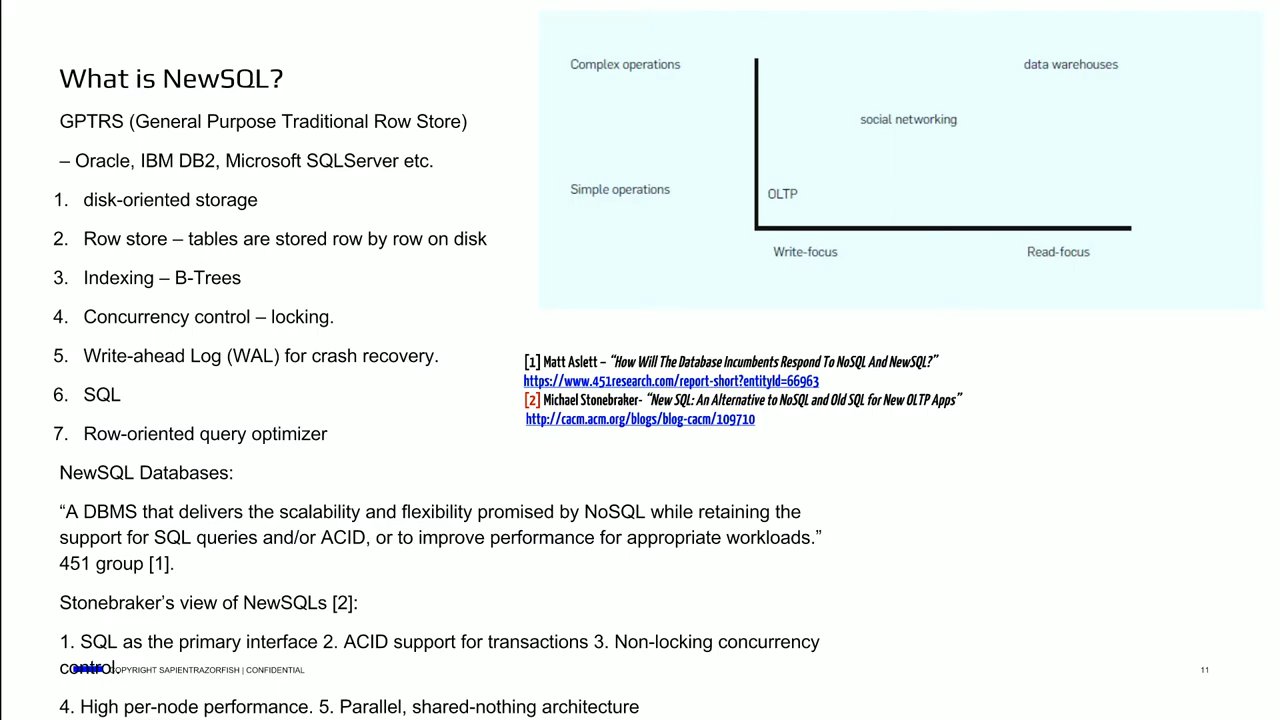 What is NewSQL?
GPTRS (General Purpose Traditional Row Store)
– Oracle, IBM DB2, Microsoft SQLServer etc.
1. disk-oriented storage
2. Row store – tables are stored row by row on disk
3. Indexing – B-Trees
4. Concurrency control – locking.
5. Write-ahead Log (WAL) for crash recovery.
6. SQL
7. Row-oriented query optimizer
NewSQL Databases:
“A DBMS that delivers the scalability and flexibility promised by NoSQL while retaining the
support for SQL queries and/or ACID, or to improve performance for appropriate workloads.”
451 group [1].
Stonebraker’s view of NewSQLs [2]:
1. SQL as the primary interface 2. ACID support for transactions 3. Non-locking concurrency
control.
4. High per-node performance. 5. Parallel, shared-nothing architecture
Complex operations
data warehouses
social networking
Simple operations
OLTP
Write-focus
Read-focus
[1] Matt Aslett – “How Will The Database Incumbents Respond To NoSQL And NewSQL?”
https://www.451research.com/report-short?entityId=66963
[2] Michael Stonebraker- “New SQL: An Alternative to NoSQL and Old SQL for New OLTP Apps”
http://cacm.acm.org/blogs/blog-cacm/109710
COPYRIGHT SAPIENTRAZORFISH | CONFIDENTIAL
11